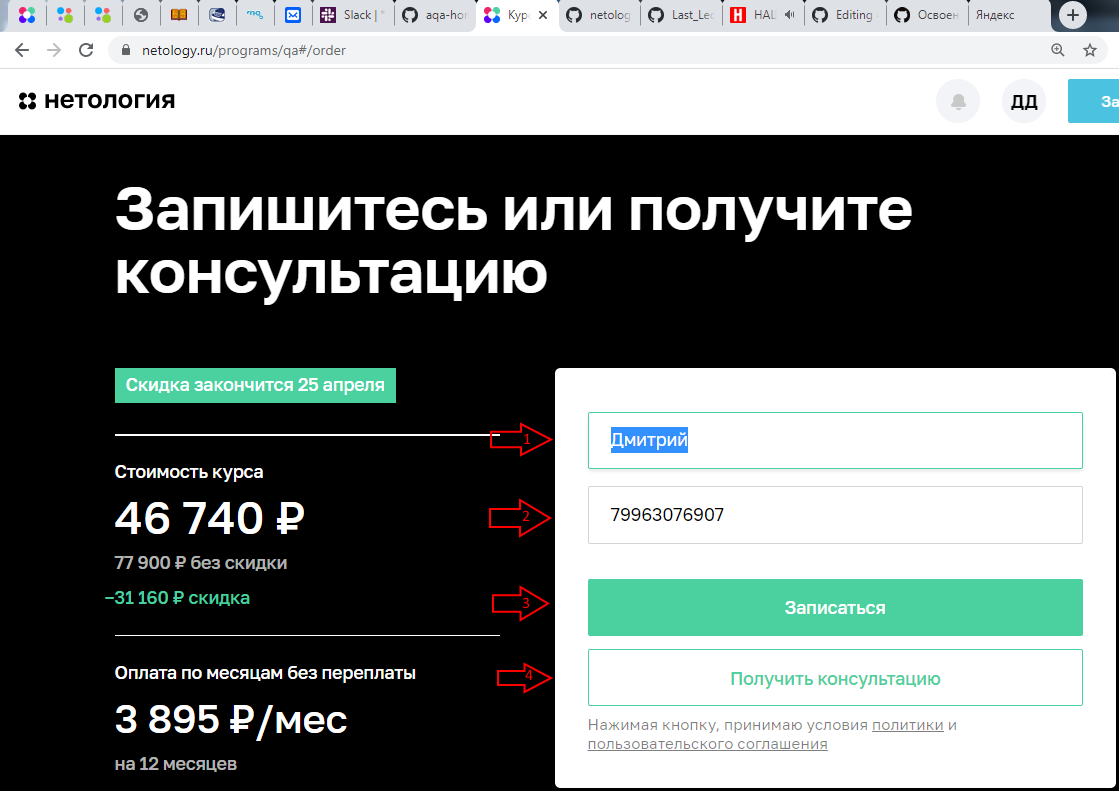 Slack |
aqa-hor
Кур
netolog
Last_Lec
НАШ
Editing
Освоен
Яндекс
netology.ru/programs/qa#/order
нетология
ДД
За
Запишитесь или получите
консультацию
Скидка закончится 25 апреля
1
Дмитрий
Стоимость курса
46 740 ₽
2
79963076907
77 900 ₽ без скидки
−31 160 ₽ скидка
3
Записаться
Оплата по месяцам без переплаты
4
Получить консультацию
3 895 ₽/мес
Нажимая кнопку, принимаю условия политики и
пользовательского соглашения
на 12 месяцев